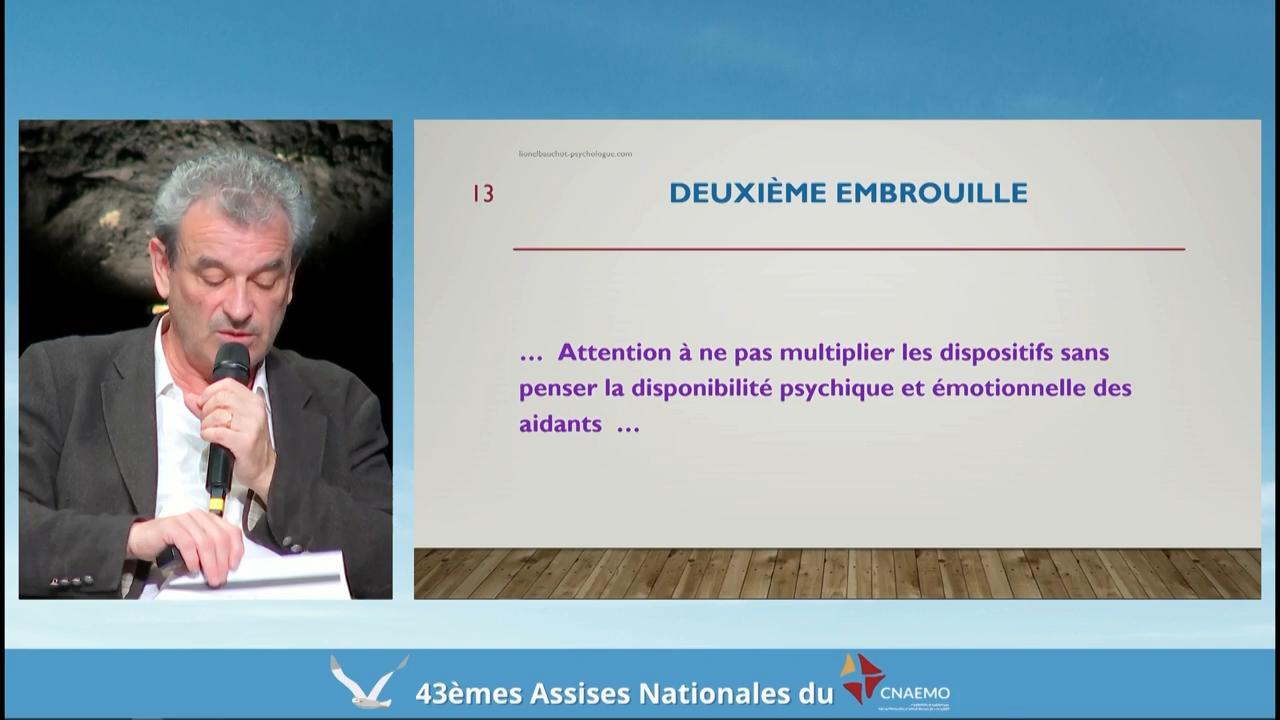 lionelbauchot-psychologue.com
13
DEUXIÈME EMBROUILLE
… Attention à ne pas multiplier les dispositifs sans
penser la disponibilité psychique et émotionnelle des
aidants …
43èmes Assises Nationales du
CNAEMO